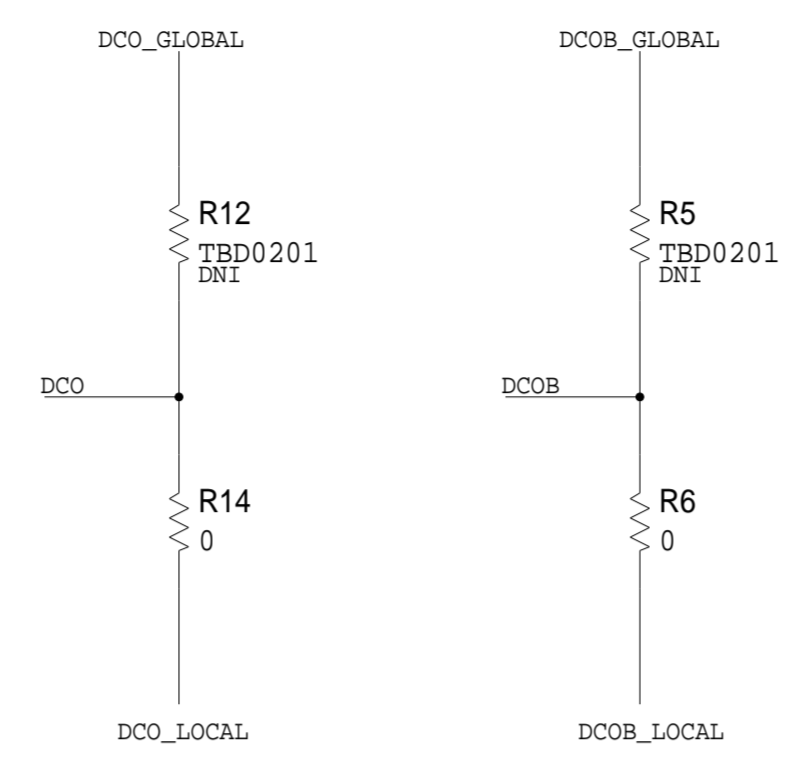 DCO_GLOBAL
R12
TBD0201
DNI
DCO
R14
0
DCO_LOCAL
DCOB_GLOBAL
R5
TBD0201
DNI
DCOB
R6
0
DCOB_LOCAL